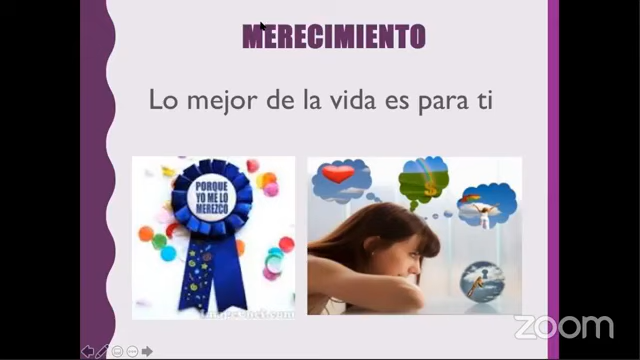 MERECIMIENTO
Lo mejor de la vida es para ti
PORQUE
YO ME LO
MEREZCO
zoom